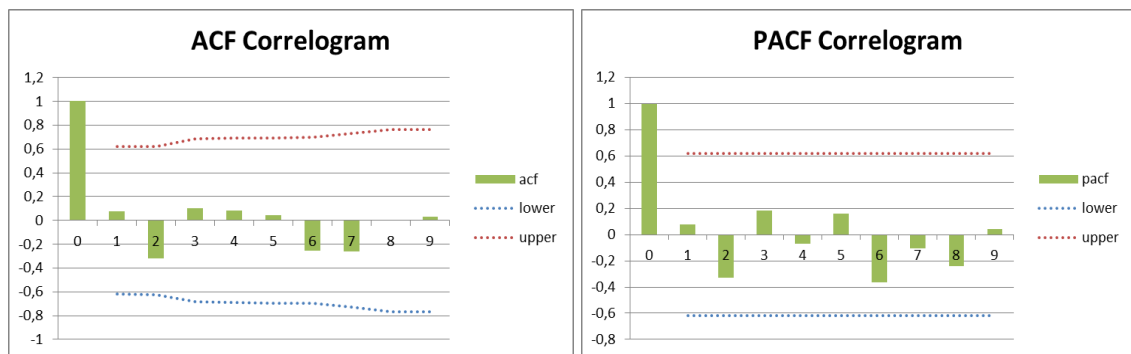 ACF Correlogram
1,2
1
0,8
0,6
0,4
0,2
0
-0,2
-0,4
-0,6
-0,8
-1
0 1 2 3 4 5 6 7 8 9
acf
lower
upper
PACF Correlogram
1,2
1
0,8
0,6
0,4
0,2
0
-0,2
-0,4
-0,6
-0,8
0 1 2 3 4 5 6 7 8 9
pacf
lower
upper